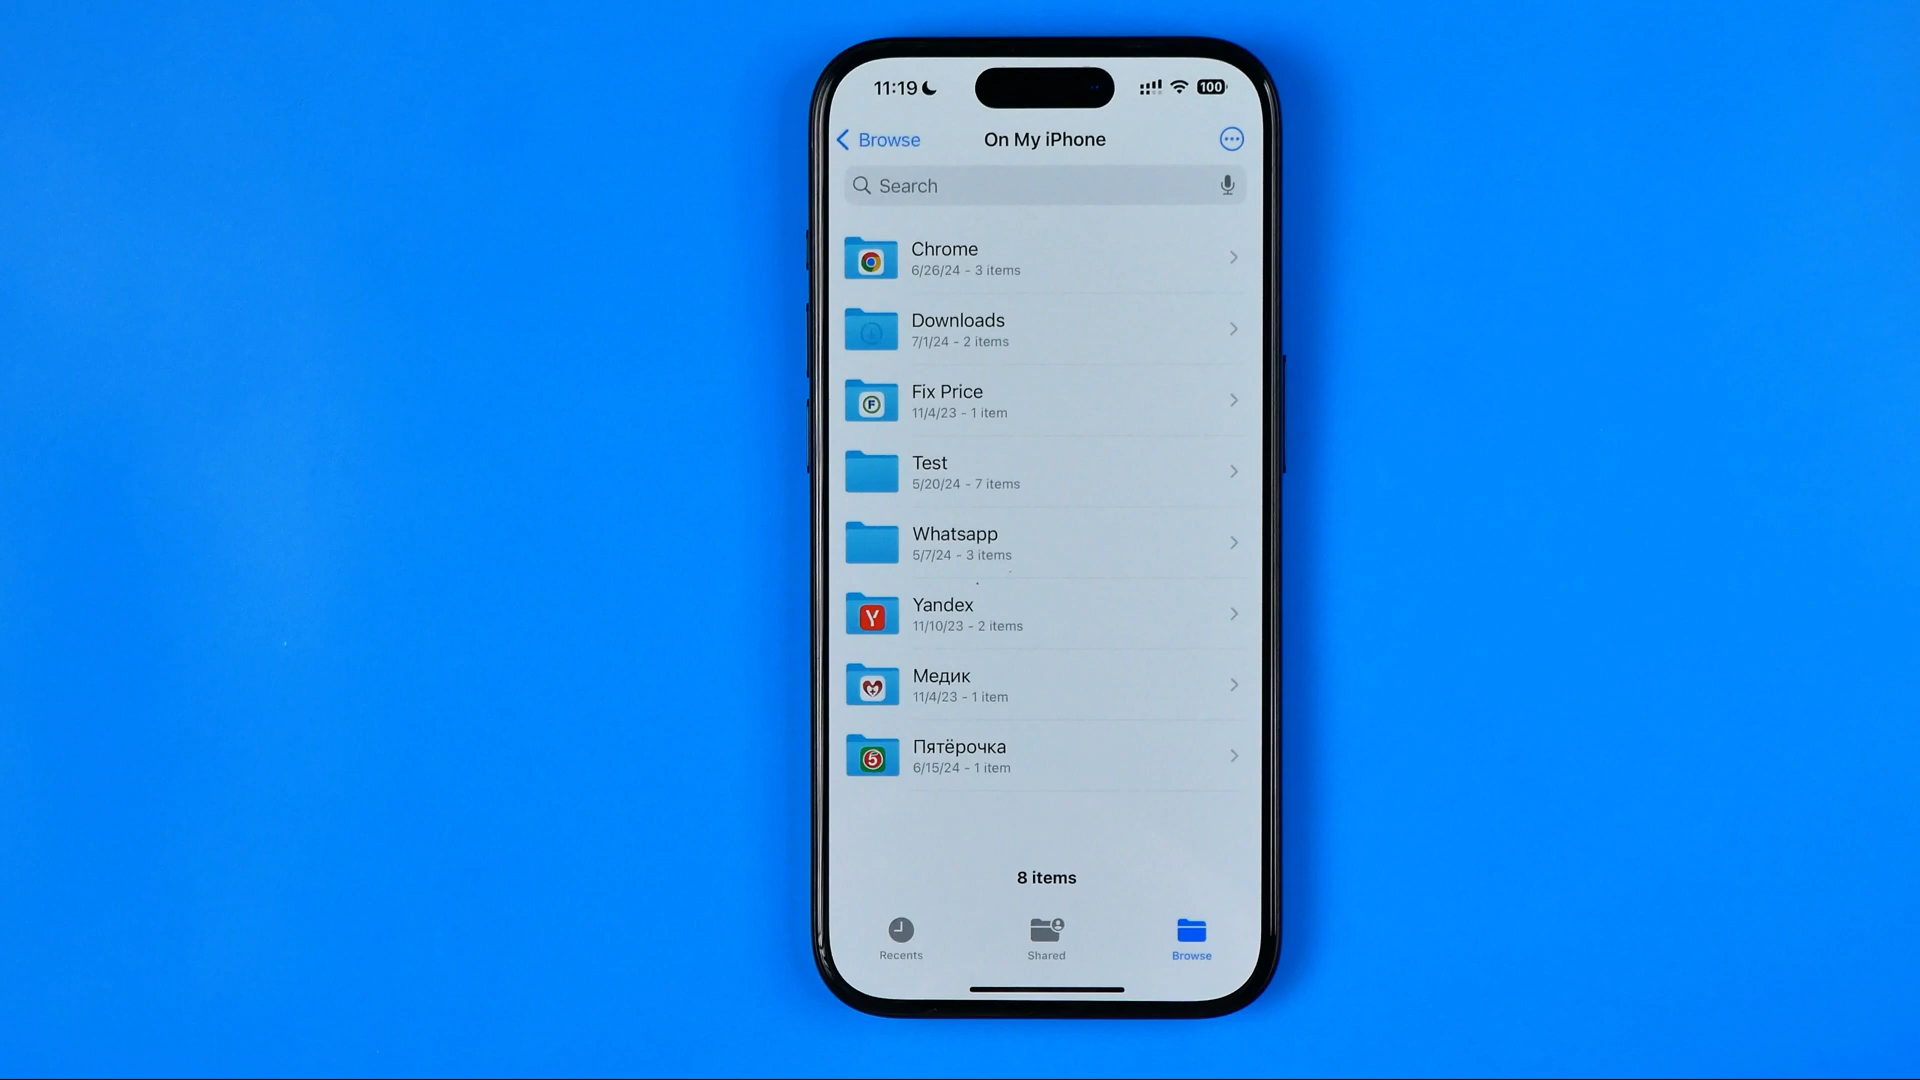 11:19
100
Browse
On My iPhone
Search
Chrome
6/26/24 - 3 items
Downloads
7/1/24 - 2 items
Fix Price
11/4/23 - 1 item
F
Test
5/20/24 - 7 items
Whatsapp
5/7/24 - 3 items
Yandex
11/10/23 - 2 items
Y
Медик
11/4/23 - 1 item
Пятёрочка
6/15/24 - 1 item
5
8 items
Recents
Shared
Browse